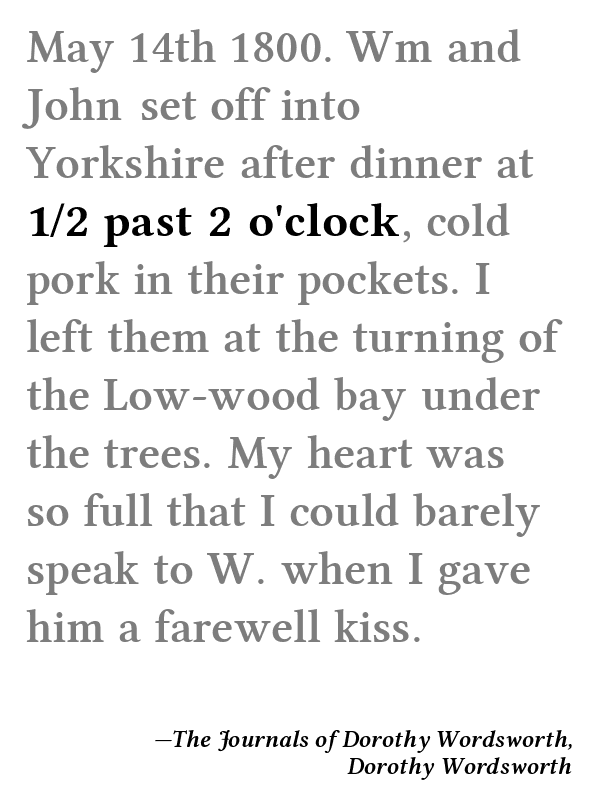 May 14th 1800. Wm and
John set off into
Yorkshire after dinner at
1/2 past 2 o'clock, cold
pork in their pockets. I
left them at the turning of
the Low-wood bay under
the trees. My heart was
so full that I could barely
speak to W. when I gave
him a farewell kiss.
—The Journals of Dorothy Wordsworth,
Dorothy Wordsworth